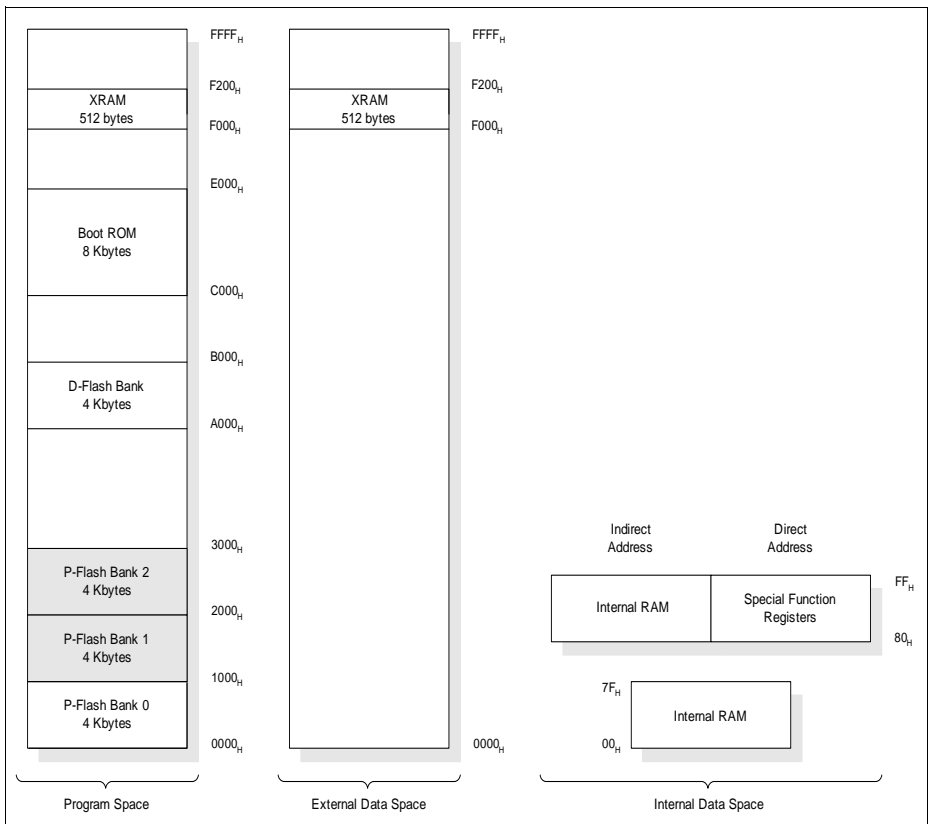 FFFFH
F200H
XRAM
512 bytes
F000H
E000H
Boot ROM
8 Kbytes
C000H
B000H
D-Flash Bank
4 Kbytes
A000H
3000H
P-Flash Bank 2
4 Kbytes
2000H
P-Flash Bank 1
4 Kbytes
1000H
P-Flash Bank 0
4 Kbytes
0000H
Program Space
FFFFH
F200H
XRAM
512 bytes
F000H
0000H
External Data Space
Indirect
Address
Direct
Address
Internal RAM
Special Function
Registers
FFH
80H
7FH
Internal RAM
00H
Internal Data Space